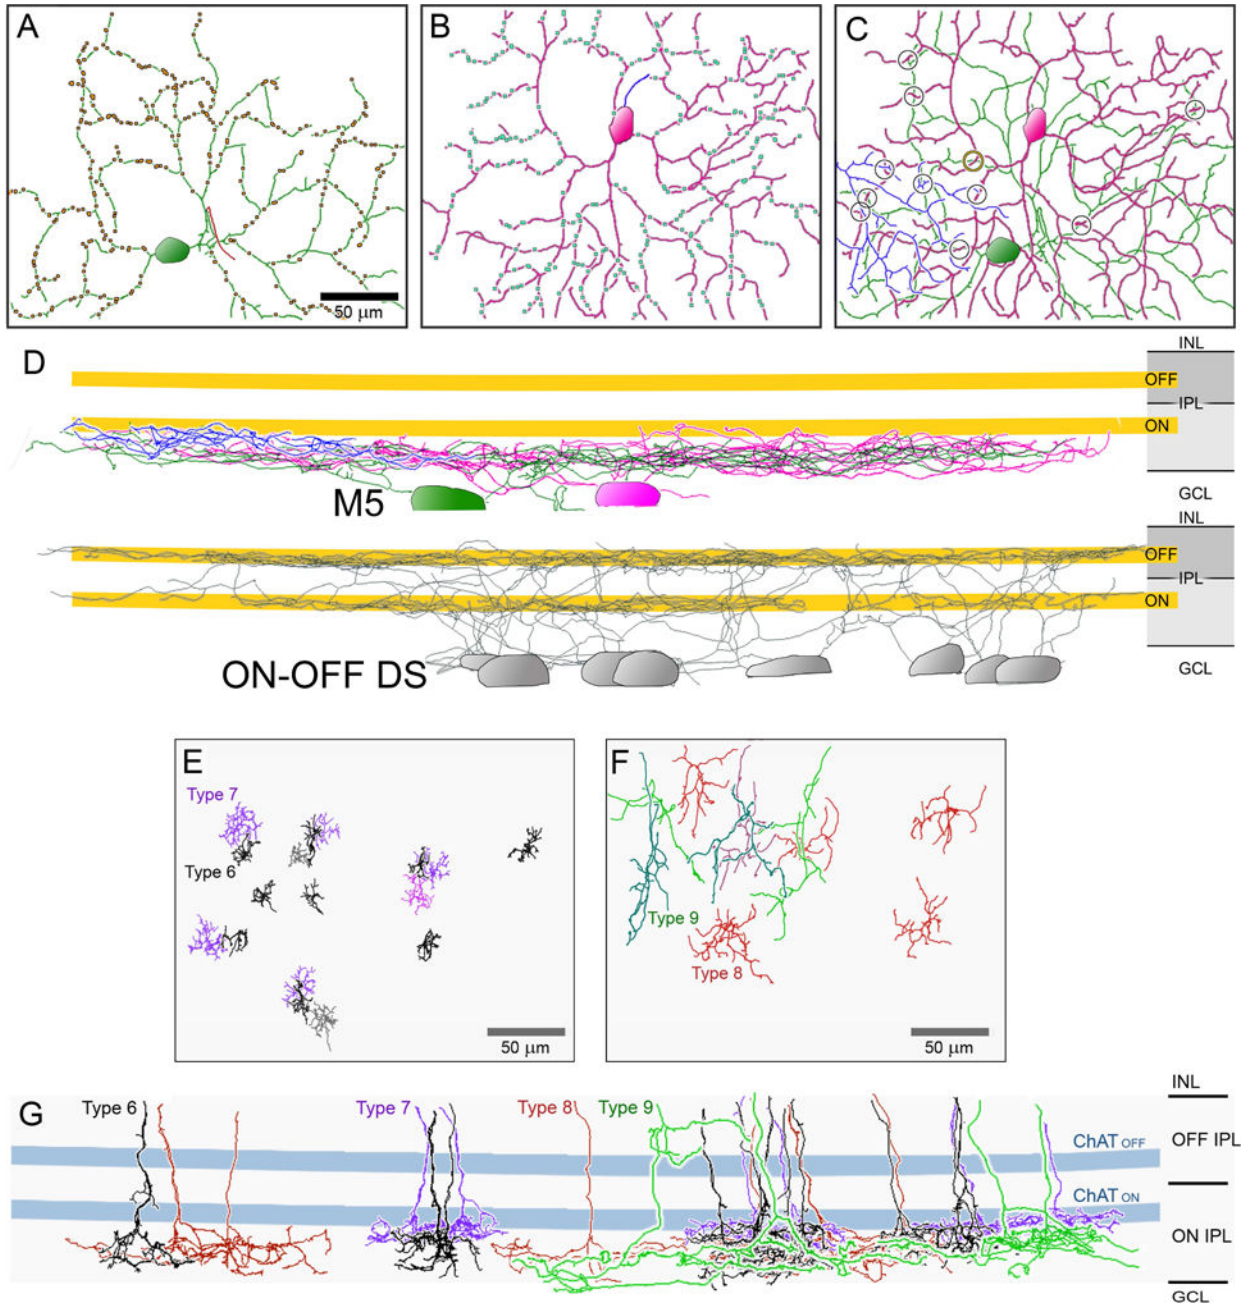 A
B
C
50 μm
D
INL
OFF
IPL
ON
GCL
M5
INL
OFF
IPL
ON
GCL
ON-OFF DS
E
Type 7
Type 6
50 μm
F
Type 9
Type 8
50 μm
G
Type 6
Type 7
Type 8
Type 9
INL
ChAT OFF
OFF IPL
ChAT ON
ON IPL
GCL